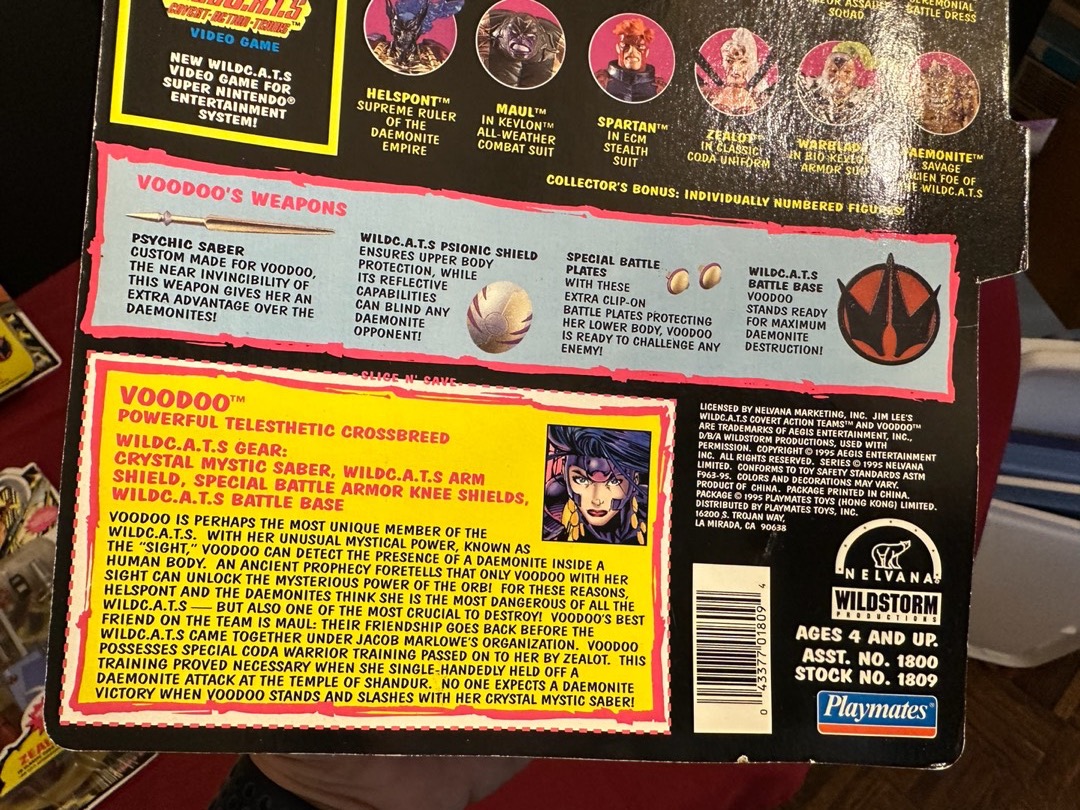 COVERT-ACTION-TEAMS™
VIDEO GAME
NEW WILDC.A.T.S
VIDEO GAME FOR
SUPER NINTENDO®
ENTERTAINMENT
SYSTEM!
HELSPONT™
SUPREME RULER
OF THE
DAEMONITE
EMPIRE
MAUL™
IN KEVLON™
ALL-WEATHER
COMBAT SUIT
SPARTAN™
IN ECM
STEALTH
SUIT
SQUAD
BATTLE DRESS
ZEALOT™
IN CLASSIC
CODA UNIFORM
IN BIO
ARMOR
SAVAGE
FOE OF
WILDC.A.T.S
COLLECTOR'S BONUS: INDIVIDUALLY NUMBERED
VOODOO'S WEAPONS
PSYCHIC SABER
CUSTOM MADE FOR VOODOO,
THE NEAR INVINCIBILITY OF
THIS WEAPON GIVES HER AN
EXTRA ADVANTAGE OVER THE
DAEMONITES!
WILDC.A.T.S PSIONIC SHIELD
ENSURES UPPER BODY
PROTECTION, WHILE
ITS REFLECTIVE
CAPABILITIES
CAN BLIND ANY
DAEMONITE
OPPONENT!
SPECIAL BATTLE
PLATES
WITH THESE
EXTRA CLIP-ON
BATTLE PLATES PROTECTING
HER LOWER BODY, VOODOO
IS READY TO CHALLENGE ANY
ENEMY!
WILDC.A.T.S
BATTLE BASE
VOODOO
STANDS READY
FOR MAXIMUM
DAEMONITE
DESTRUCTION!
SLICE N' SAVE
VOODOO™
POWERFUL TELESTHETIC CROSSBREED
WILDC.A.T.S GEAR:
CRYSTAL MYSTIC SABER, WILDC.A.T.S ARM
SHIELD, SPECIAL BATTLE ARMOR KNEE SHIELDS,
WILDC.A.T.S BATTLE BASE
VOODOO IS PERHAPS THE MOST UNIQUE MEMBER OF THE
WILDC.A.T.S. WITH HER UNUSUAL MYSTICAL POWER, KNOWN AS
THE "SIGHT," VOODOO CAN DETECT THE PRESENCE OF A DAEMONITE INSIDE A
HUMAN BODY. AN ANCIENT PROPHECY FORETELLS THAT ONLY VOODOO WITH HER
SIGHT CAN UNLOCK THE MYSTERIOUS POWER OF THE ORB! FOR THESE REASONS,
HELSPONT AND THE DAEMONITES THINK SHE IS THE MOST DANGEROUS OF ALL THE
WILDC.A.T.S — BUT ALSO ONE OF THE MOST CRUCIAL TO DESTROY! VOODOO'S BEST
FRIEND ON THE TEAM IS MAUL: THEIR FRIENDSHIP GOES BACK BEFORE THE
WILDC.A.T.S CAME TOGETHER UNDER JACOB MARLOWE'S ORGANIZATION. VOODOO
POSSESSES SPECIAL CODA WARRIOR TRAINING PASSED ON TO HER BY ZEALOT. THIS
TRAINING PROVED NECESSARY WHEN SHE SINGLE-HANDEDLY HELD OFF A
DAEMONITE ATTACK AT THE TEMPLE OF SHANDUR. NO ONE EXPECTS A DAEMONITE
VICTORY WHEN VOODOO STANDS AND SLASHES WITH HER CRYSTAL MYSTIC SABER!
LICENSED BY NELVANA MARKETING, INC. JIM LEE'S
WILDC.A.T.S COVERT ACTION TEAMS™ AND VOODOO™
ARE TRADEMARKS OF AEGIS ENTERTAINMENT, INC.,
D/B/A WILDSTORM PRODUCTIONS, USED WITH
PERMISSION. COPYRIGHT © 1995 AEGIS ENTERTAINMENT
INC. ALL RIGHTS RESERVED. SERIES © 1995 NELVANA
LIMITED. CONFORMS TO TOY SAFETY STANDARDS ASTM
F963-95. COLORS AND DECORATIONS MAY VARY.
PRODUCT OF CHINA. PACKAGE PRINTED IN CHINA.
PACKAGE © 1995 PLAYMATES TOYS (HONG KONG) LIMITED.
DISTRIBUTED BY PLAYMATES TOYS, INC.
16200 S. TROJAN WAY,
LA MIRADA, CA 90638
NELVANA
WILDSTORM
PRODUCTIONS
0 43377 01809 4
AGES 4 AND UP.
ASST. NO. 1800
STOCK NO. 1809
Playmates®